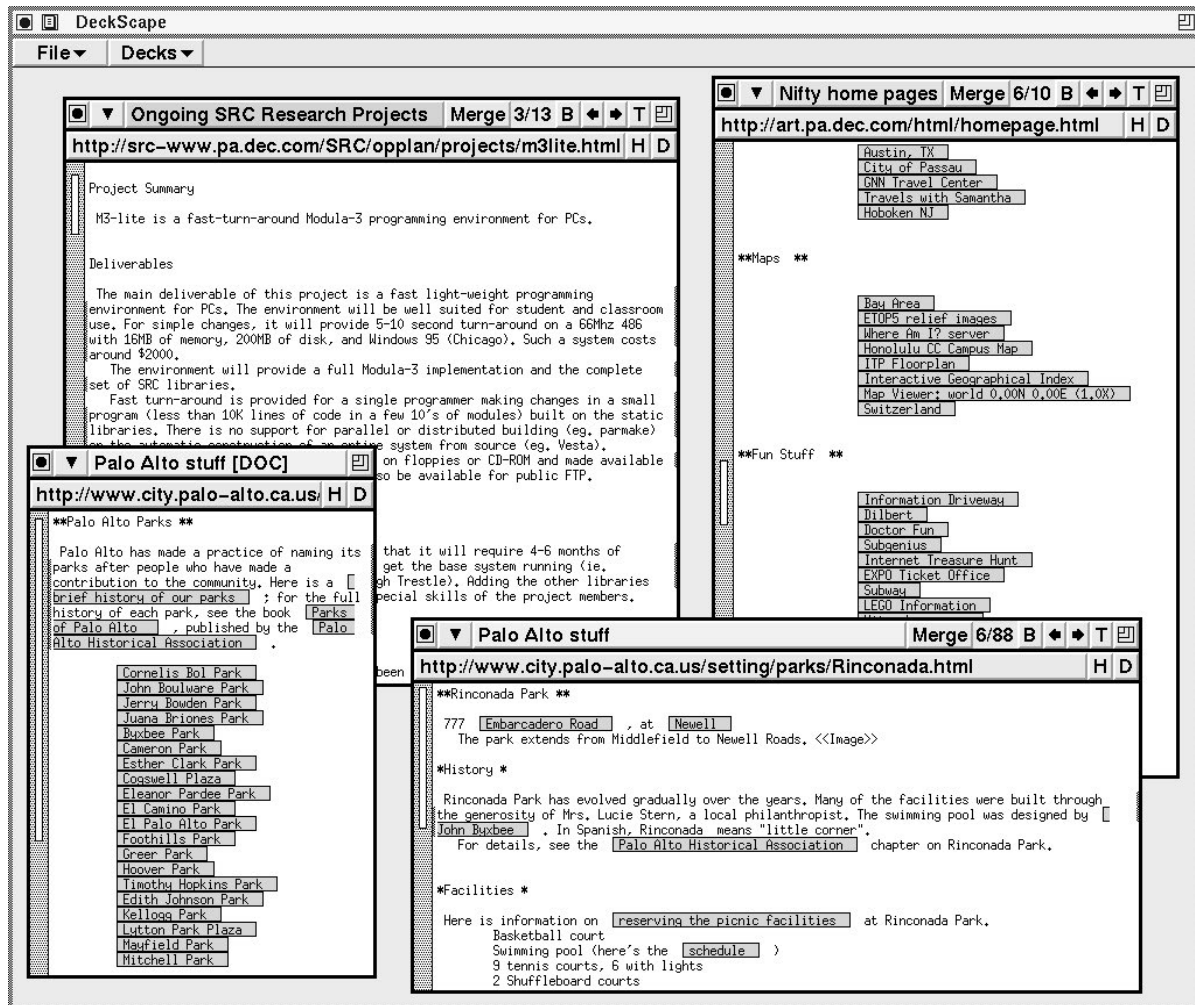 DeckScape
File Decks
Ongoing SRC Research Projects Merge 3/13 B T
http://src-www.pa.dec.com/SRC/opplan/projects/m3lite.html H D
Project Summary
M3-lite is a fast-turn-around Modula-3 programming environment for PCs.
Deliverables
The main deliverable of this project is a fast light-weight programming
environment for PCs. The environment will be well suited for student and classroom
use. For simple changes, it will provide 5-10 second turn-around on a 66Mhz 486
with 16MB of memory, 200MB of disk, and Windows 95 (Chicago). Such a system costs
around $2000.
The environment will provide a full Modula-3 implementation and the complete
set of SRC libraries.
Fast turn-around is provided for a single programmer making changes in a small
program (less than 10K lines of code in a few 10's of modules) built on the static
libraries. There is no support for parallel or distributed building (eg. parmake)
or the automatic construction of an entire system from source (eg. Vesta).
on floppies or CD-ROM and made available
so be available for public FTP.
that it will require 4-6 months of
get the base system running (ie.
gh Trestle). Adding the other libraries
pecial skills of the project members.
been
Nifty home pages Merge 6/10 B T
http://art.pa.dec.com/html/homepage.html H D
Austin, TX
City of Passau
GNN Travel Center
Travels with Samantha
Hoboken NJ
**Maps **
Bay Area
ETOP5 relief images
Where Am I? server
Honolulu CC Campus Map
ITP Floorplan
Interactive Geographical Index
Map Viewer: world 0.00N 0.00E (1.0X)
Switzerland
**Fun Stuff **
Information Driveway
Dilbert
Doctor Fun
Subgenius
Internet Treasure Hunt
EXPO Ticket Office
Subway
LEGO Information
Palo Alto stuff [DOC]
http://www.city.palo-alto.ca.us/ H D
**Palo Alto Parks **
Palo Alto has made a practice of naming its
parks after people who have made a
contribution to the community. Here is a
brief history of our parks ; for the full
history of each park, see the book Parks
of Palo Alto , published by the Palo
Alto Historical Association .
Cornelis Bol Park
John Boulware Park
Jerry Bowden Park
Juana Briones Park
Byxbee Park
Cameron Park
Esther Clark Park
Cogswell Plaza
Eleanor Pardee Park
El Camino Park
El Palo Alto Park
Foothills Park
Greer Park
Hoover Park
Timothy Hopkins Park
Edith Johnson Park
Kellogg Park
Lytton Park Plaza
Mayfield Park
Mitchell Park
Palo Alto stuff Merge 6/88 B T
http://www.city.palo-alto.ca.us/setting/parks/Rinconada.html H D
**Rinconada Park **
777 Embarcadero Road , at Newell
The park extends from Middlefield to Newell Roads. <<Image>>
*History *
Rinconada Park has evolved gradually over the years. Many of the facilities were built through
the generosity of Mrs. Lucie Stern, a local philanthropist. The swimming pool was designed by
John Byxbee . In Spanish, Rinconada means "little corner".
For details, see the Palo Alto Historical Association chapter on Rinconada Park.
*Facilities *
Here is information on reserving the picnic facilities at Rinconada Park.
Basketball court
Swimming pool (here's the schedule )
9 tennis courts, 6 with lights
2 Shuffleboard courts